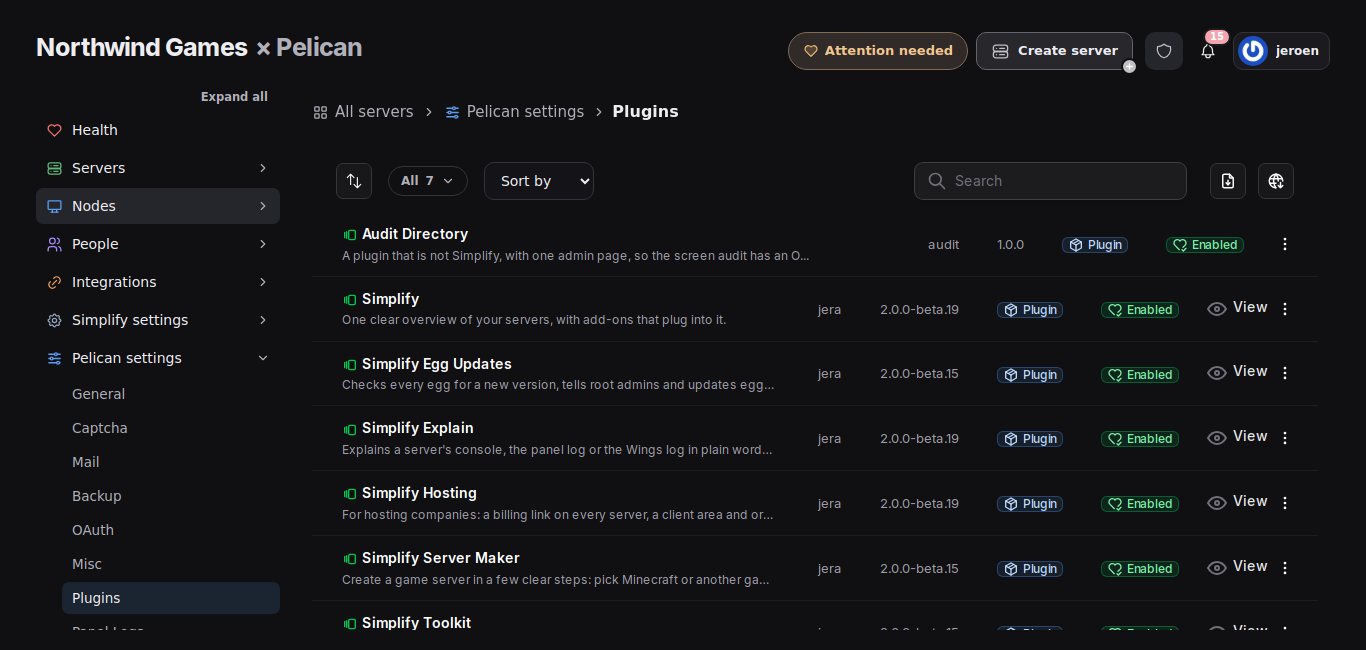 Northwind Games × Pelican
Attention needed
Create server
15
jeroen
Expand all
Health
Servers
Nodes
People
Integrations
Simplify settings
Pelican settings
General
Captcha
Mail
Backup
OAuth
Misc
Plugins
Panel Logs
All servers
Pelican settings
Plugins
All 7
Sort by
Search
Audit Directory
A plugin that is not Simplify, with one admin page, so the screen audit has an O...
audit 1.0.0 Plugin Enabled
Simplify
One clear overview of your servers, with add-ons that plug into it.
jera 2.0.0-beta.19 Plugin Enabled View
Simplify Egg Updates
Checks every egg for a new version, tells root admins and updates egg...
jera 2.0.0-beta.15 Plugin Enabled View
Simplify Explain
Explains a server's console, the panel log or the Wings log in plain word...
jera 2.0.0-beta.19 Plugin Enabled View
Simplify Hosting
For hosting companies: a billing link on every server, a client area and or...
jera 2.0.0-beta.19 Plugin Enabled View
Simplify Server Maker
Create a game server in a few clear steps: pick Minecraft or another ga...
jera 2.0.0-beta.15 Plugin Enabled View
Simplify Toolkit
View